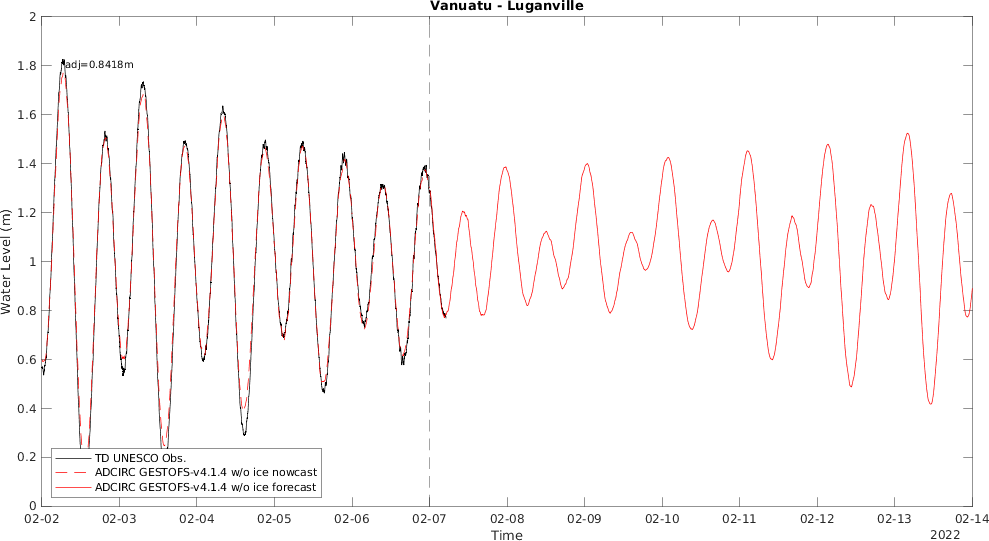 Vanuatu - Luganville
2
1.8
1.6
1.4
1.2
1
0.8
0.6
0.4
0.2
0
Water Level (m)
adj=0.8418m
TD UNESCO Obs.
ADCIRC GESTOFS-v4.1.4 w/o ice nowcast
ADCIRC GESTOFS-v4.1.4 w/o ice forecast
02-02 02-03 02-04 02-05 02-06 02-07 02-08 02-09 02-10 02-11 02-12 02-13 02-14
Time
2022